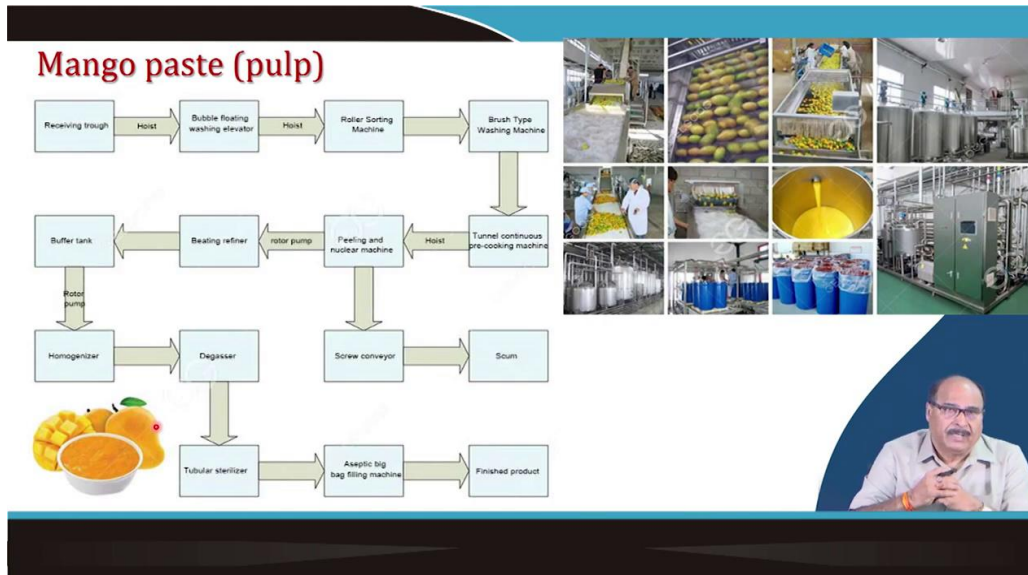 Mango paste (pulp)
Receiving trough
Hoist
Bubble floating
washing elevator
Hoist
Roller Sorting
Machine
Brush Type
Washing Machine
Buffer tank
Beating refiner
rotor pump
Peeling and
nuclear machine
Hoist
Tunnel continuous
pre-cooking machine
Rotor
pump
Homogenizer
Degasser
Screw conveyor
Scum
Tubular sterilizer
Aseptic big
bag filling machine
Finished product